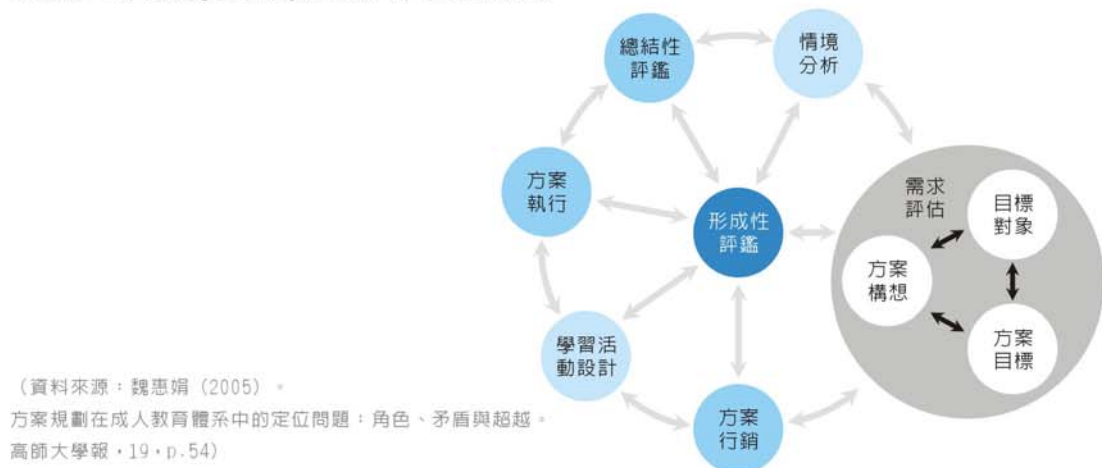 總結性
評鑑
情境
分析
方案
執行
形成性
評鑑
需求
評估
目標
對象
方案
構想
方案
目標
學習活
動設計
方案
行銷
（資料來源：魏惠娟（2005）。
方案規劃在成人教育體系中的定位問題：角色、矛盾與超越。
高師大學報，19，p.54）